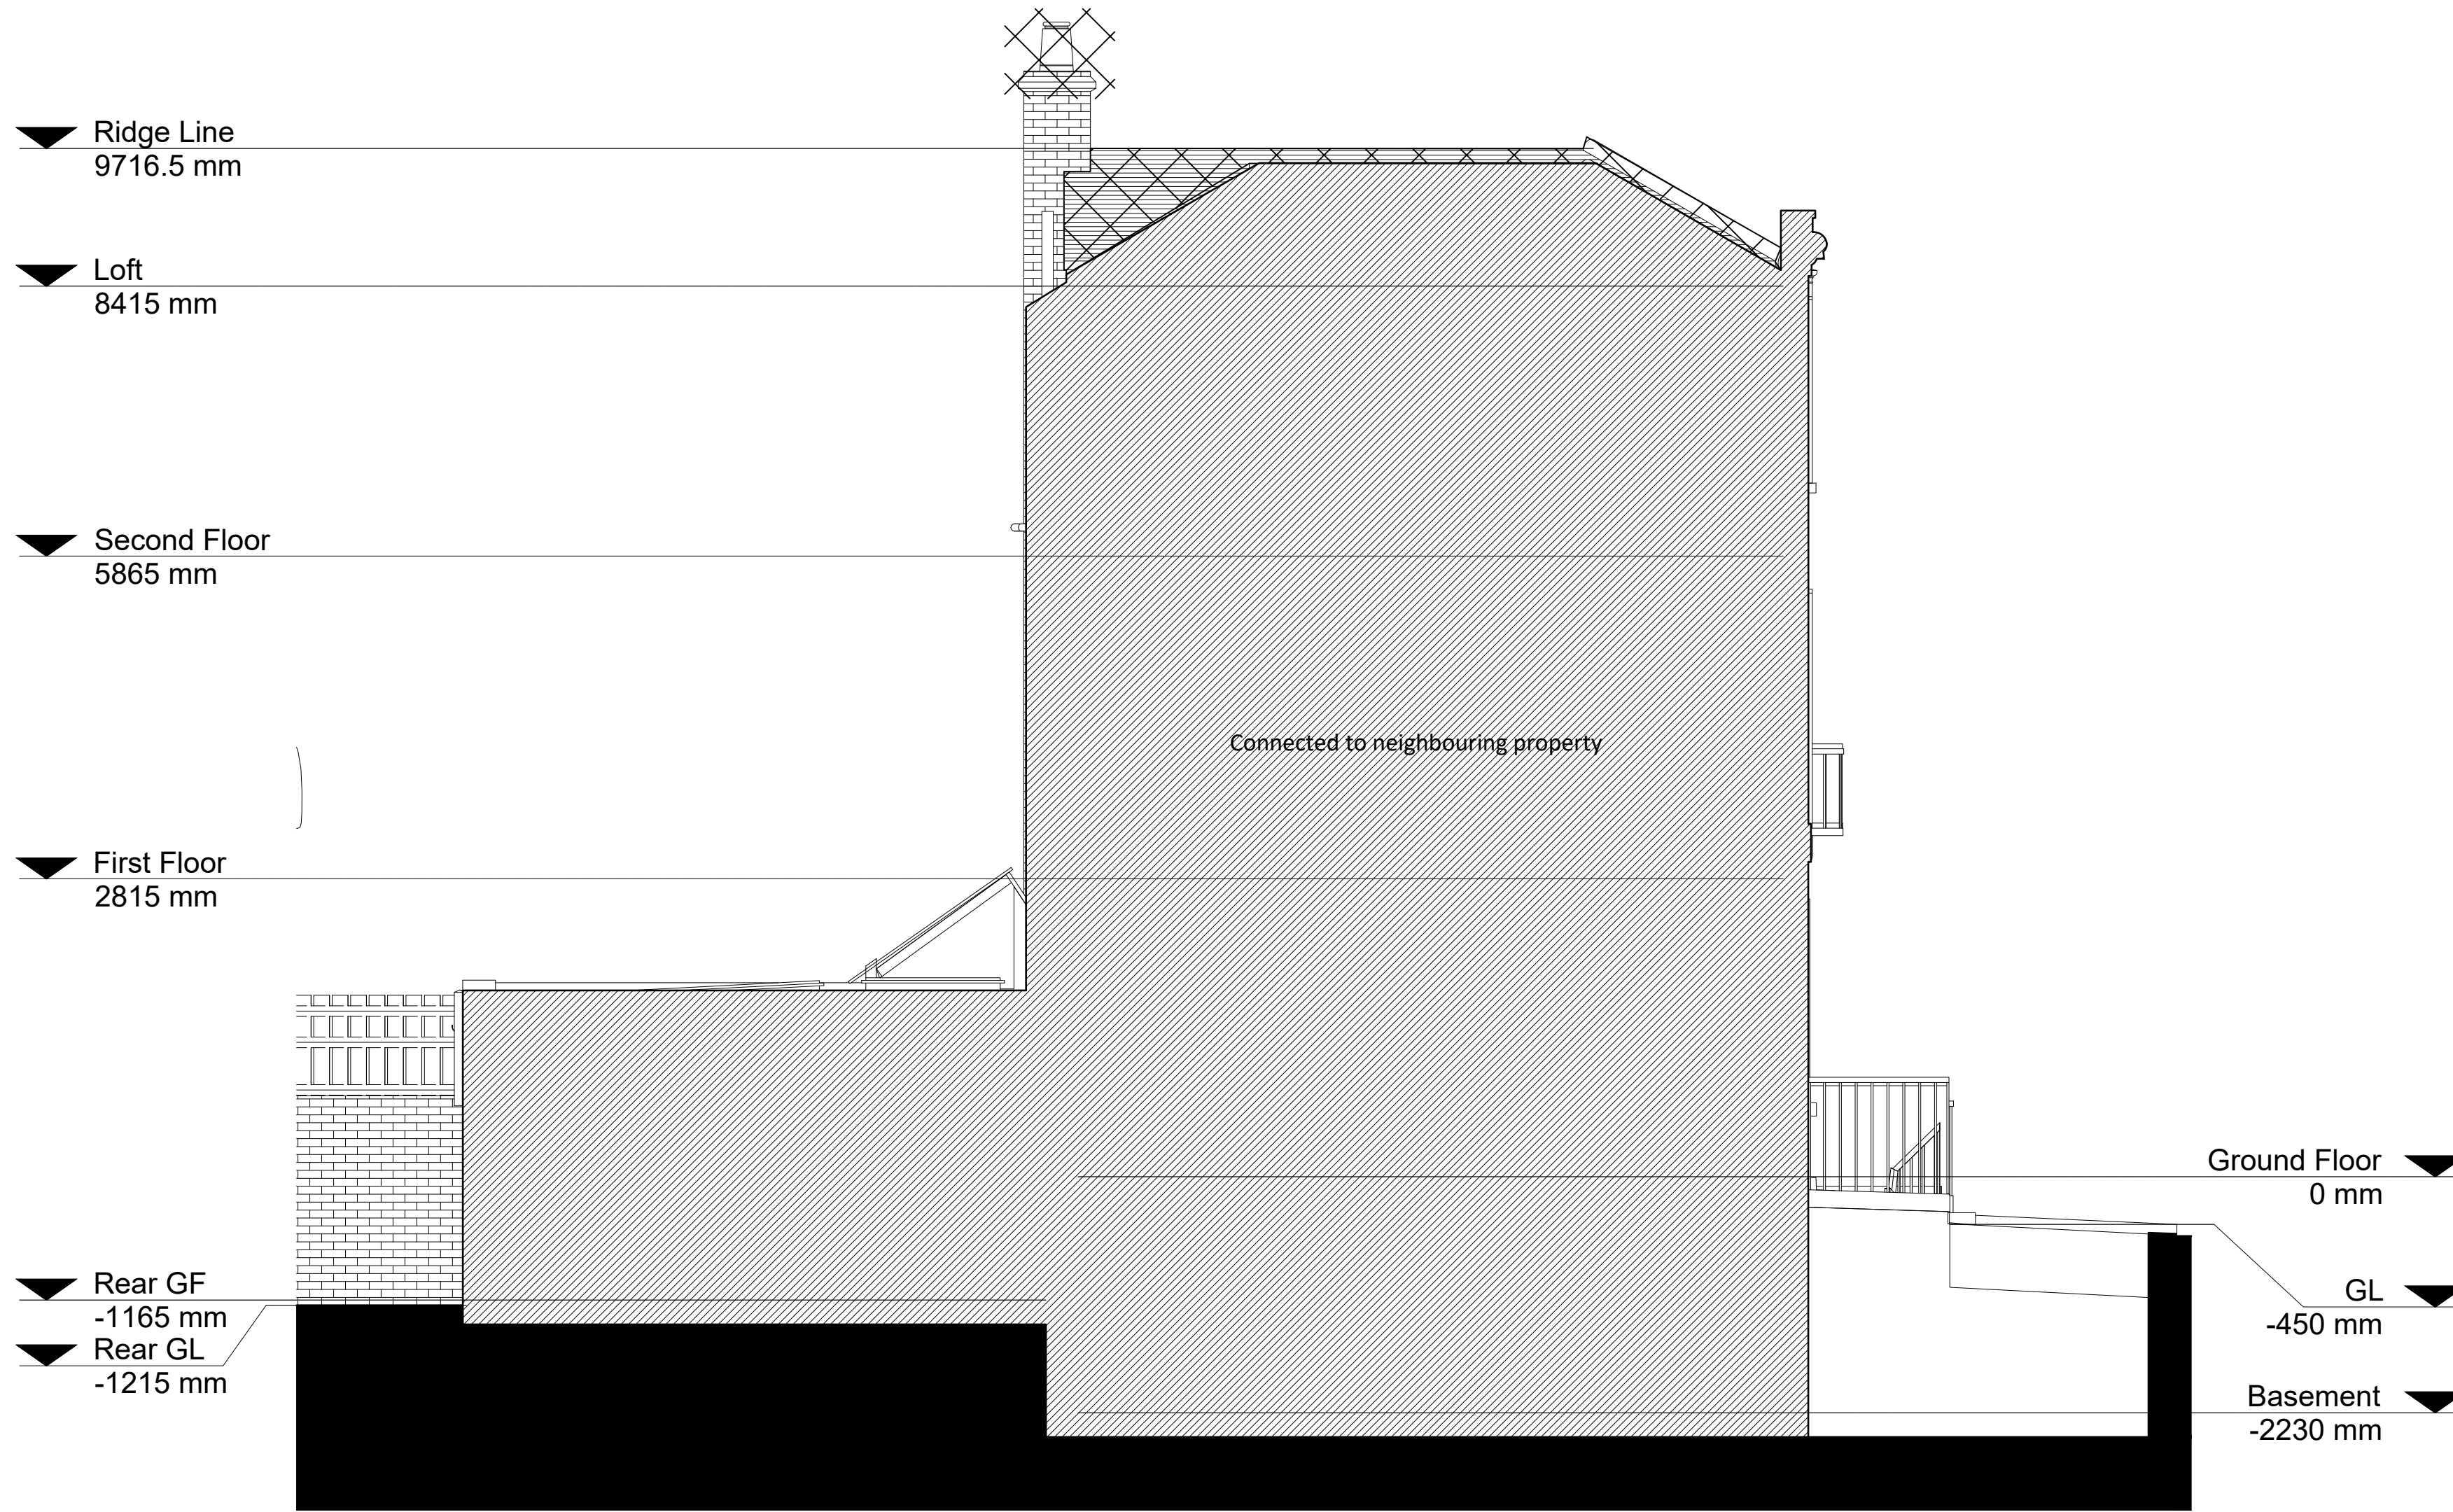 Ridge Line
9716.5 mm
Loft
8415 mm
Second Floor
5865 mm
Connected to neighbouring property
First Floor
2815 mm
Ground Floor
0 mm
Rear GF
-1165 mm
GL
-450 mm
Rear GL
-1215 mm
Basement
-2230 mm